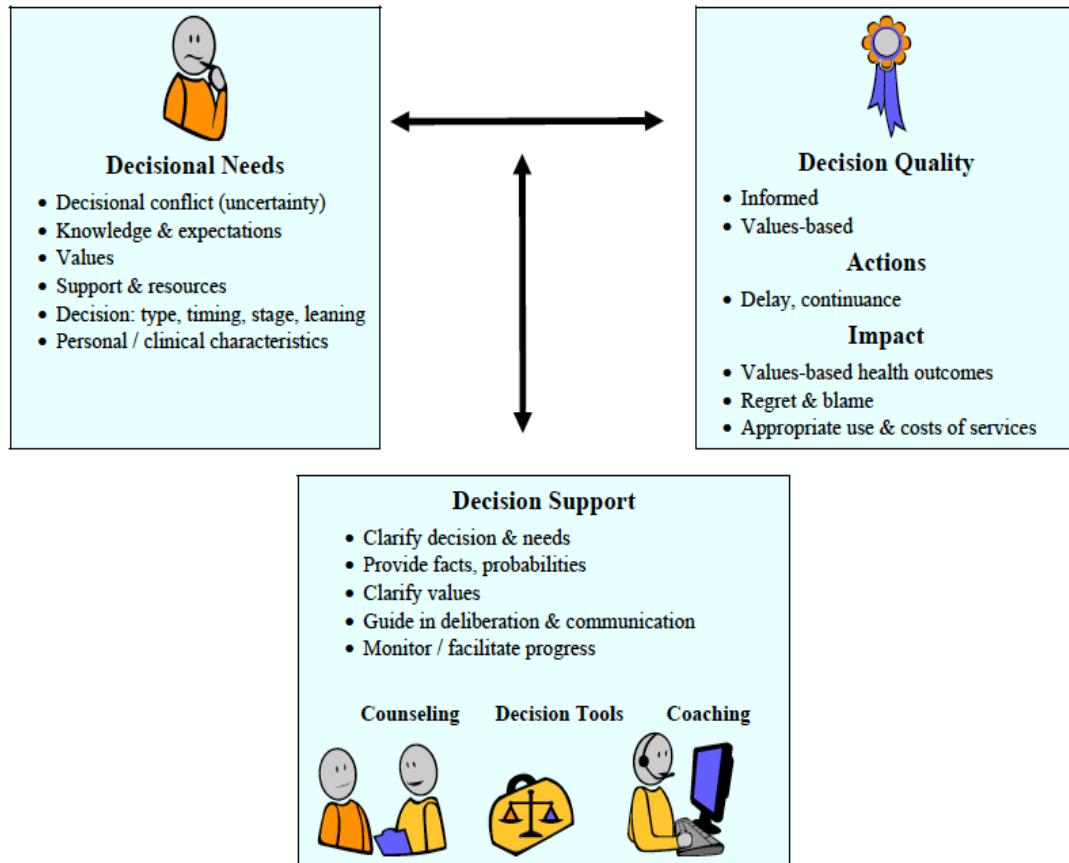 Decisional Needs
• Decisional conflict (uncertainty)
• Knowledge & expectations
• Values
• Support & resources
• Decision: type, timing, stage, leaning
• Personal / clinical characteristics
Decision Quality
• Informed
• Values-based
Actions
• Delay, continuance
Impact
• Values-based health outcomes
• Regret & blame
• Appropriate use & costs of services
Decision Support
• Clarify decision & needs
• Provide facts, probabilities
• Clarify values
• Guide in deliberation & communication
• Monitor / facilitate progress
Counseling Decision Tools Coaching